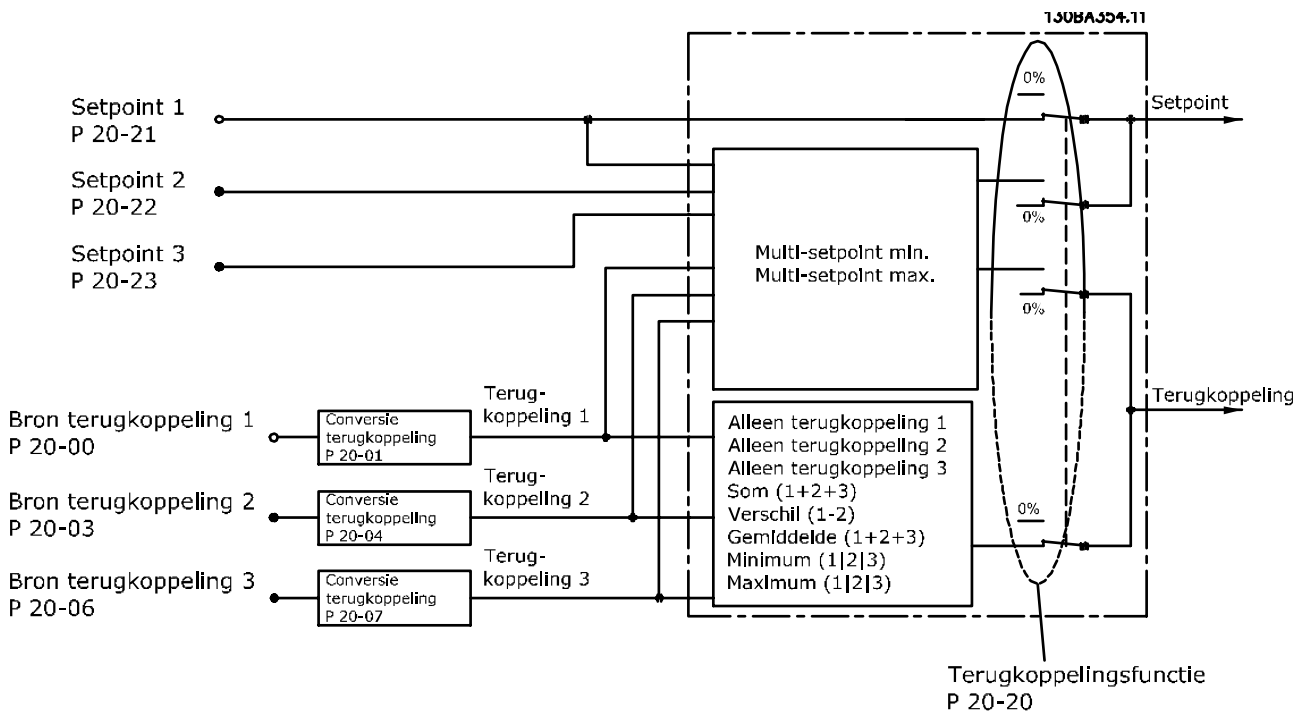 130BA354.11
0%
Setpoint 1
P 20-21
Setpoint
Setpoint 2
P 20-22
0%
Setpoint 3
P 20-23
Multi-setpoint min.
Multi-setpoint max.
0%
Bron terugkoppeling 1
P 20-00
Conversie
terugkoppeling
P 20-01
Terug-
koppeling 1
Terugkoppeling
Bron terugkoppeling 2
P 20-03
Conversie
terugkoppeling
P 20-04
Terug-
koppeling 2
Bron terugkoppeling 3
P 20-06
Conversie
terugkoppeling
P 20-07
Terug-
koppeling 3
Alleen terugkoppeling 1
Alleen terugkoppeling 2
Alleen terugkoppeling 3
Som (1+2+3)
Verschil (1-2)
Gemiddelde (1+2+3)
Minimum (1|2|3)
Maximum (1|2|3)
0%
Terugkoppelingsfunctie
P 20-20